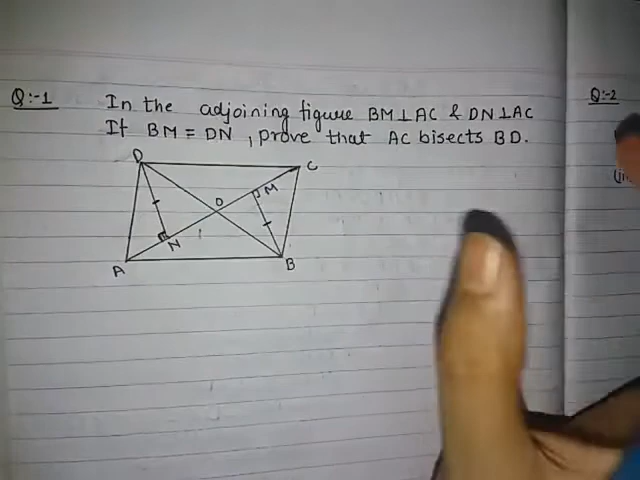 Q:-1
In the adjoining figure BM⊥AC & DN⊥AC
If BM = DN , prove that AC bisects BD.
D
C
M
O
N
A
B
Q:-2